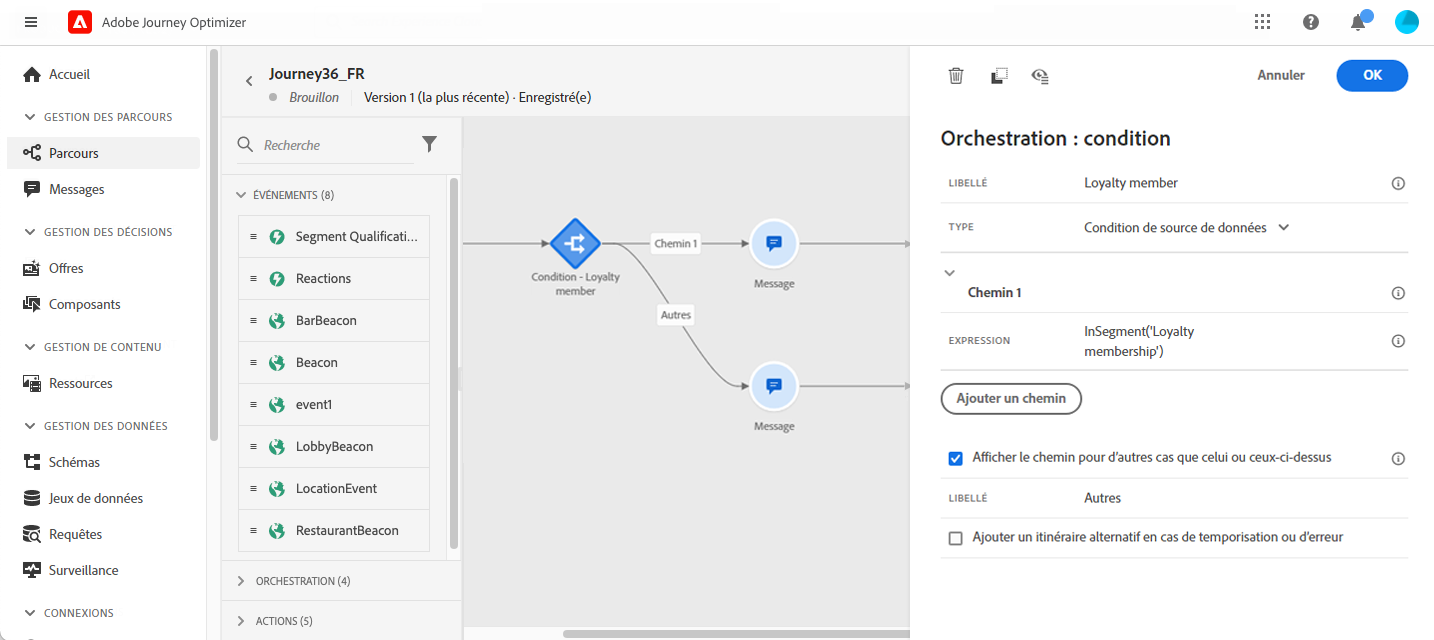 Adobe Journey Optimizer
Accueil
GESTION DES PARCOURS
Parcours
Messages
GESTION DES DÉCISIONS
Offres
Composants
GESTION DE CONTENU
Ressources
GESTION DES DONNÉES
Schémas
Jeux de données
Requêtes
Surveillance
CONNEXIONS
Journey36_FR
Brouillon
Version 1 (la plus récente) · Enregistré(e)
Recherche
ÉVÉNEMENTS (8)
Segment Qualificati...
Reactions
BarBeacon
Beacon
event1
LobbyBeacon
LocationEvent
RestaurantBeacon
ORCHESTRATION (4)
ACTIONS (5)
Condition - Loyalty
member
Chemin 1
Message
Autres
Message
Annuler
OK
Orchestration : condition
LIBELLÉ
Loyalty member
TYPE
Condition de source de données
Chemin 1
EXPRESSION
InSegment('Loyalty
membership')
Ajouter un chemin
Afficher le chemin pour d'autres cas que celui ou ceux-ci-dessus
LIBELLÉ
Autres
Ajouter un itinéraire alternatif en cas de temporisation ou d'erreur